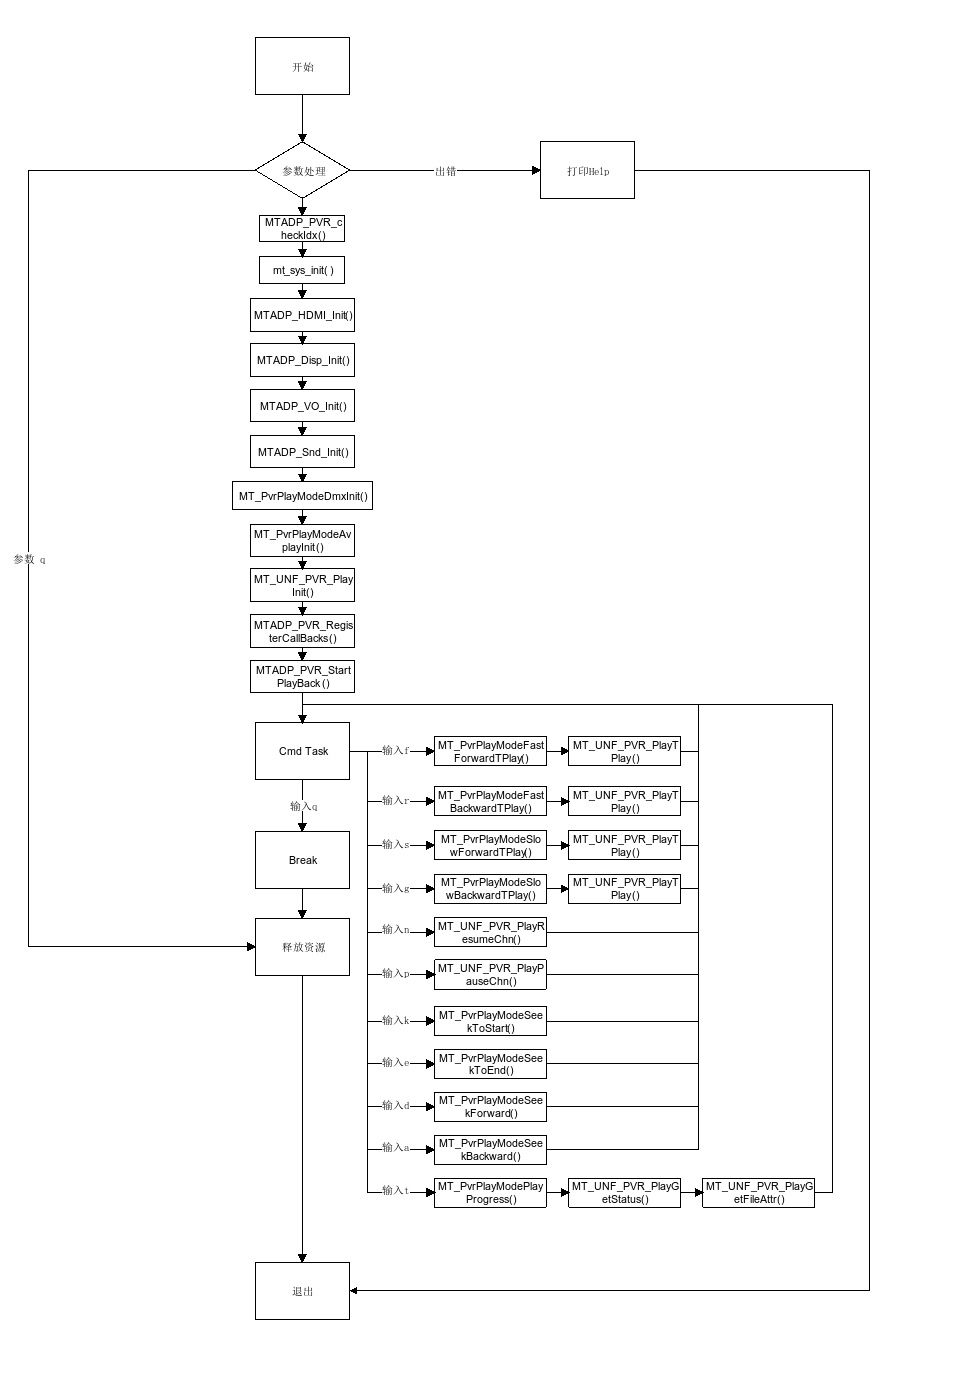 开始
参数处理
出错
打印Help
MTADP_PVR_c
heckIdx()
mt_sys_init( )
MTADP_HDMI_Init()
MTADP_Disp_Init()
MTADP_VO_Init()
MTADP_Snd_Init()
MT_PvrPlayModeDmxInit()
MT_PvrPlayModeAv
playInit()
参数 q
MT_UNF_PVR_Play
Init()
MTADP_PVR_Regis
terCallBacks()
MTADP_PVR_Start
PlayBack()
Cmd Task
输入f
MT_PvrPlayModeFast
ForwardTPlay()
MT_UNF_PVR_PlayT
Play()
输入r
MT_PvrPlayModeFast
BackwardTPlay()
MT_UNF_PVR_PlayT
Play()
输入q
输入s
MT_PvrPlayModeSlo
wForwardTPlay()
MT_UNF_PVR_PlayT
Play()
Break
输入g
MT_PvrPlayModeSlo
wBackwardTPlay()
MT_UNF_PVR_PlayT
Play()
输入n
MT_UNF_PVR_PlayR
esumeChn()
释放资源
输入p
MT_UNF_PVR_PlayP
auseChn()
输入k
MT_PvrPlayModeSee
kToStart()
输入e
MT_PvrPlayModeSee
kToEnd()
输入d
MT_PvrPlayModeSee
kForward()
输入a
MT_PvrPlayModeSee
kBackward()
输入t
MT_PvrPlayModePlay
Progress()
MT_UNF_PVR_PlayG
etStatus()
MT_UNF_PVR_PlayG
etFileAttr()
退出